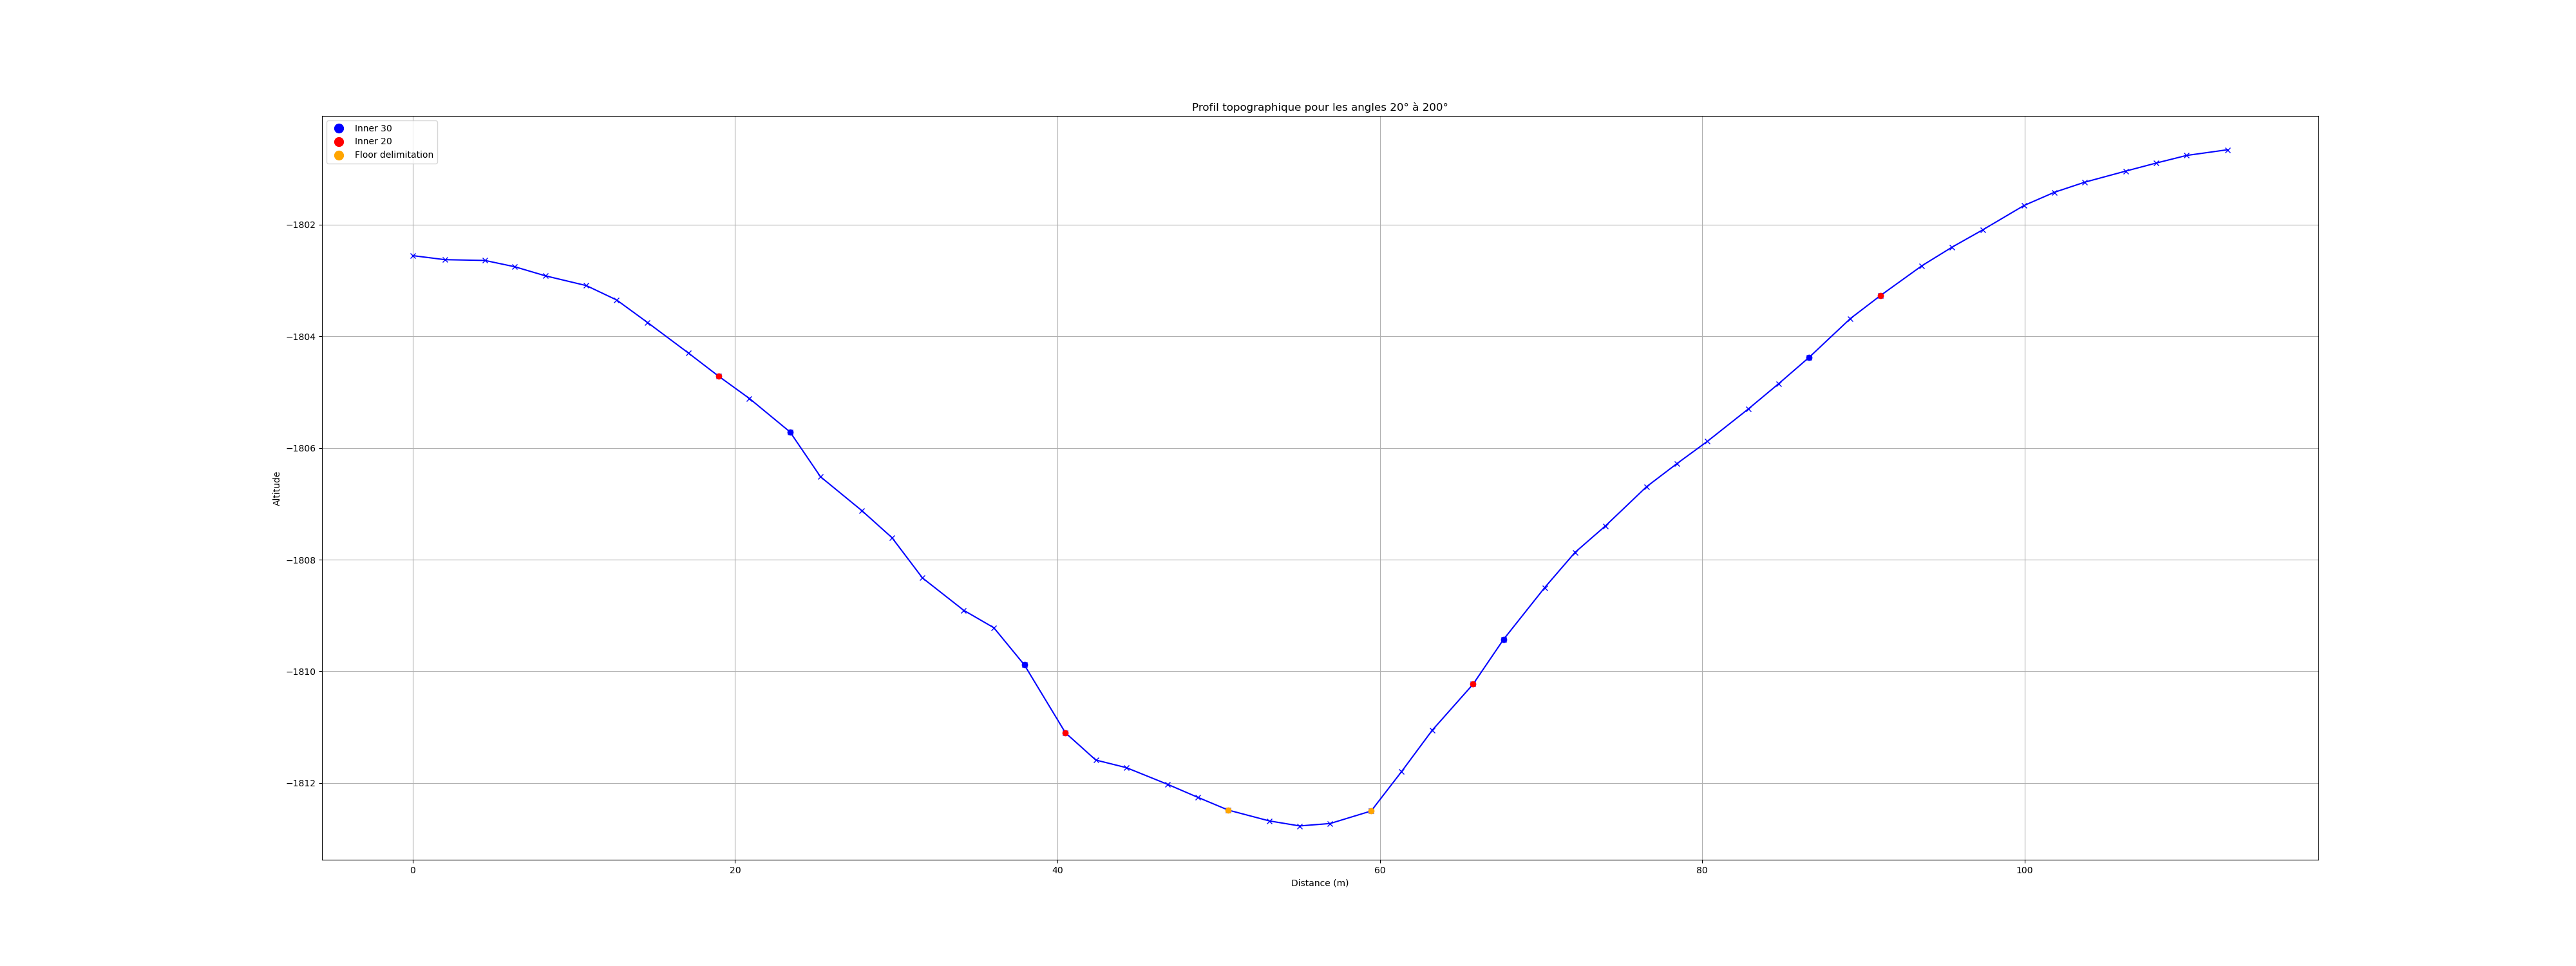 Profil topographique pour les angles 20° à 200°
Inner 30
Inner 20
Floor delimitation
−1802
−1804
−1806
−1808
−1810
−1812
Altitude
0 20 40 60 80 100
Distance (m)